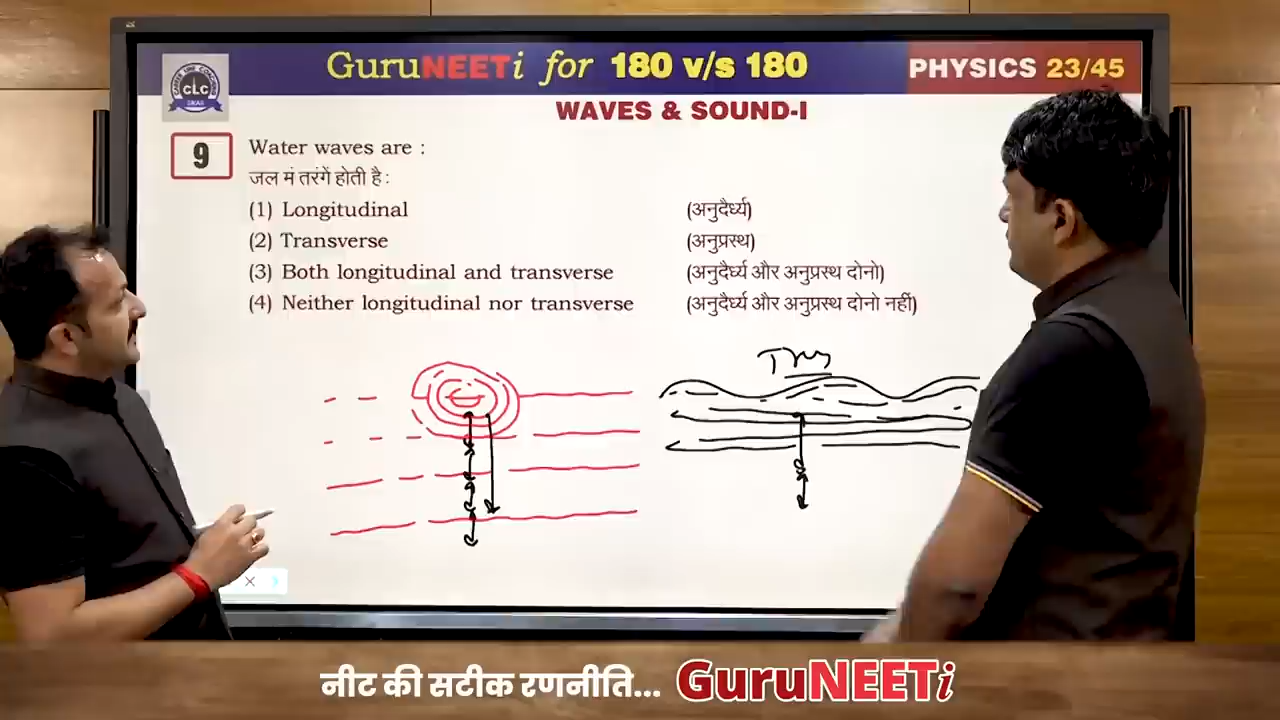 GuruNEETi for 180 v/s 180
PHYSICS 23/45
CLC
WAVES & SOUND-I
9
Water waves are :
जल मं तरंगें होती है :
(1) Longitudinal (अनुदैर्ध्य)
(2) Transverse (अनुप्रस्थ)
(3) Both longitudinal and transverse (अनुदैर्ध्य और अनुप्रस्थ दोनो)
(4) Neither longitudinal nor transverse (अनुदैर्ध्य और अनुप्रस्थ दोनो नहीं)
नीट की सटीक रणनीति... GuruNEETi